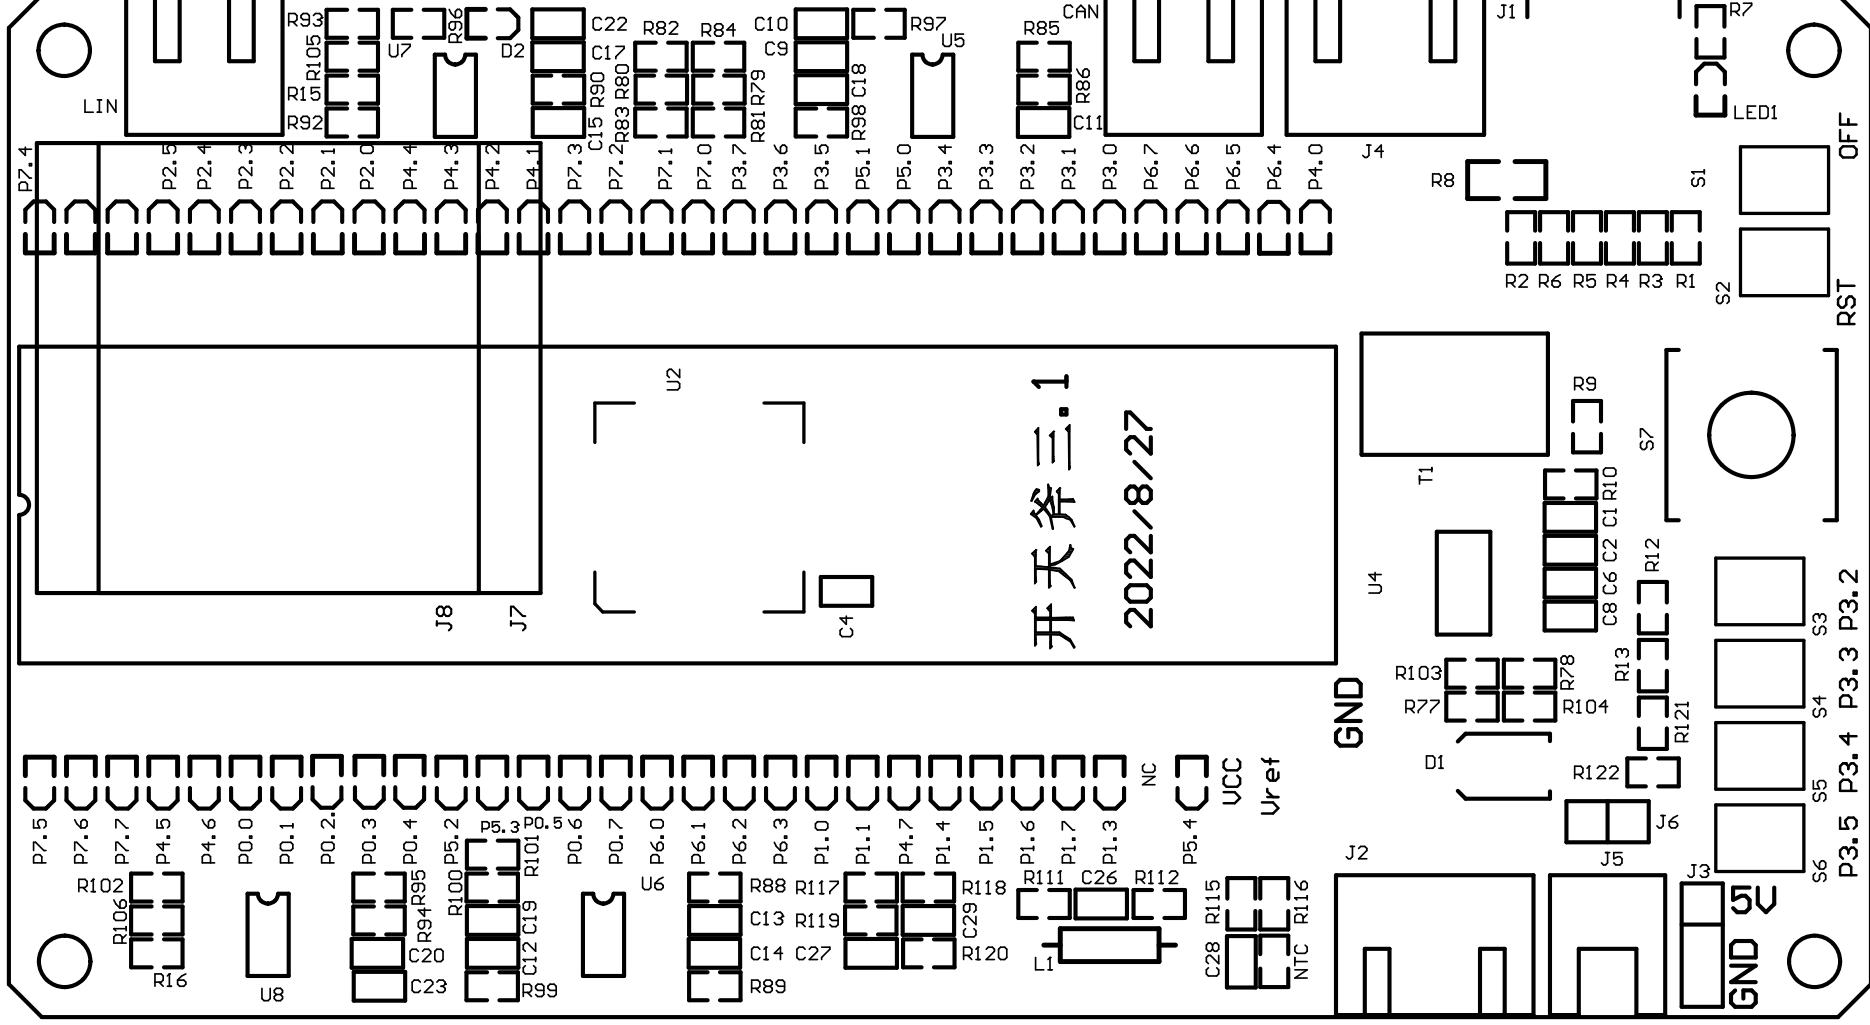 R93
U7
R96
D2
C22
R82
R84
C10
R97
U5
R85
CAN
J1
R7
R105
C17
C9
R15
R90
R80
R79
C18
R86
LIN
R92
C15
R83
R81
R98
C11
J4
LED1
OFF
P7.4
P2.5
P2.4
P2.3
P2.2
P2.1
P2.0
P4.4
P4.3
P4.2
P4.1
P7.3
P7.2
P7.1
P7.0
P3.7
P3.6
P3.5
P5.1
P5.0
P3.4
P3.3
P3.2
P3.1
P3.0
P6.7
P6.6
P6.5
P6.4
P4.0
R8
S1
R2
R6
R5
R4
R3
R1
S2
RST
U2
开天斧三.1
2022/8/27
T1
R9
S7
R10
C1
C2
C6
C8
U4
R12
J8
J7
C4
S3
P3.2
R103
R78
R13
R77
R104
S4
P3.3
GND
R121
D1
R122
S5
P3.4
NC
VCC
Vref
J6
P7.5
P7.6
P7.7
P4.5
P4.6
P0.0
P0.1
P0.2.
P0.3
P0.4
P5.2
P5.3
P0.5
P0.6
P0.7
P6.0
P6.1
P6.2
P6.3
P1.0
P1.1
P4.7
P1.4
P1.5
P1.6
P1.7
P1.3
P5.4
J2
J5
J3
S6
P3.5
R102
R95
R100
R101
U6
R88
R117
R118
R111
C26
R112
R115
R116
5V
R106
R94
C19
C13
R119
C29
C20
C12
C14
C27
R120
L1
C28
NTC
R16
U8
C23
R99
R89
GND